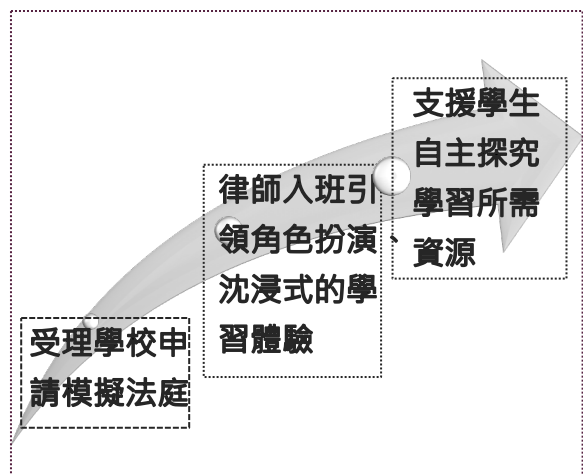 受理學校申
請模擬法庭
律師入班引
領角色扮演、
沈浸式的學
習體驗
支援學生
自主探究
學習所需
資源